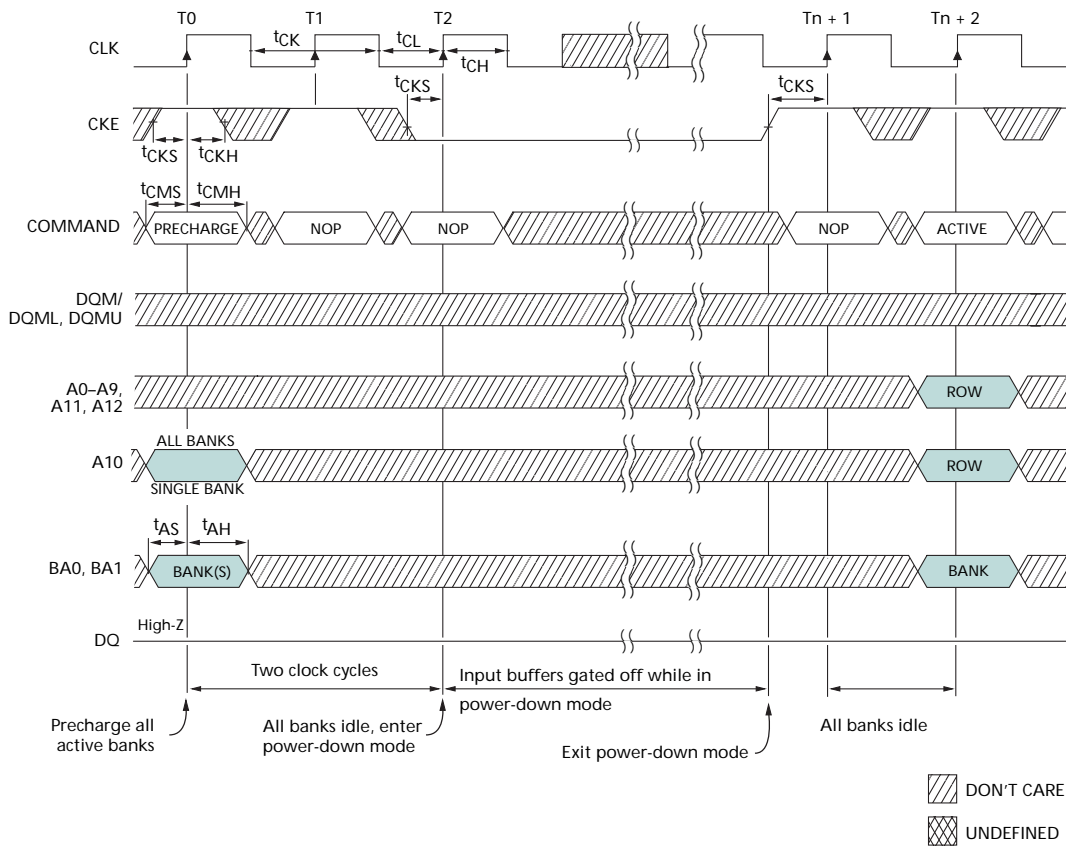 T0 T1 T2 Tn + 1 Tn + 2
CLK
tCK tCL
tCH
tCKS tCKS
CKE
tCKS tCKH
tCMS tCMH
COMMAND PRECHARGE NOP NOP NOP ACTIVE
DQM/
DQML, DQMU
A0–A9,
A11, A12
ROW
ALL BANKS
A10 ROW
SINGLE BANK
tAS tAH
BA0, BA1 BANK(S) BANK
High-Z
DQ
Two clock cycles
Input buffers gated off while in
power-down mode
Precharge all
active banks
All banks idle, enter
power-down mode
Exit power-down mode
All banks idle
DON'T CARE
UNDEFINED